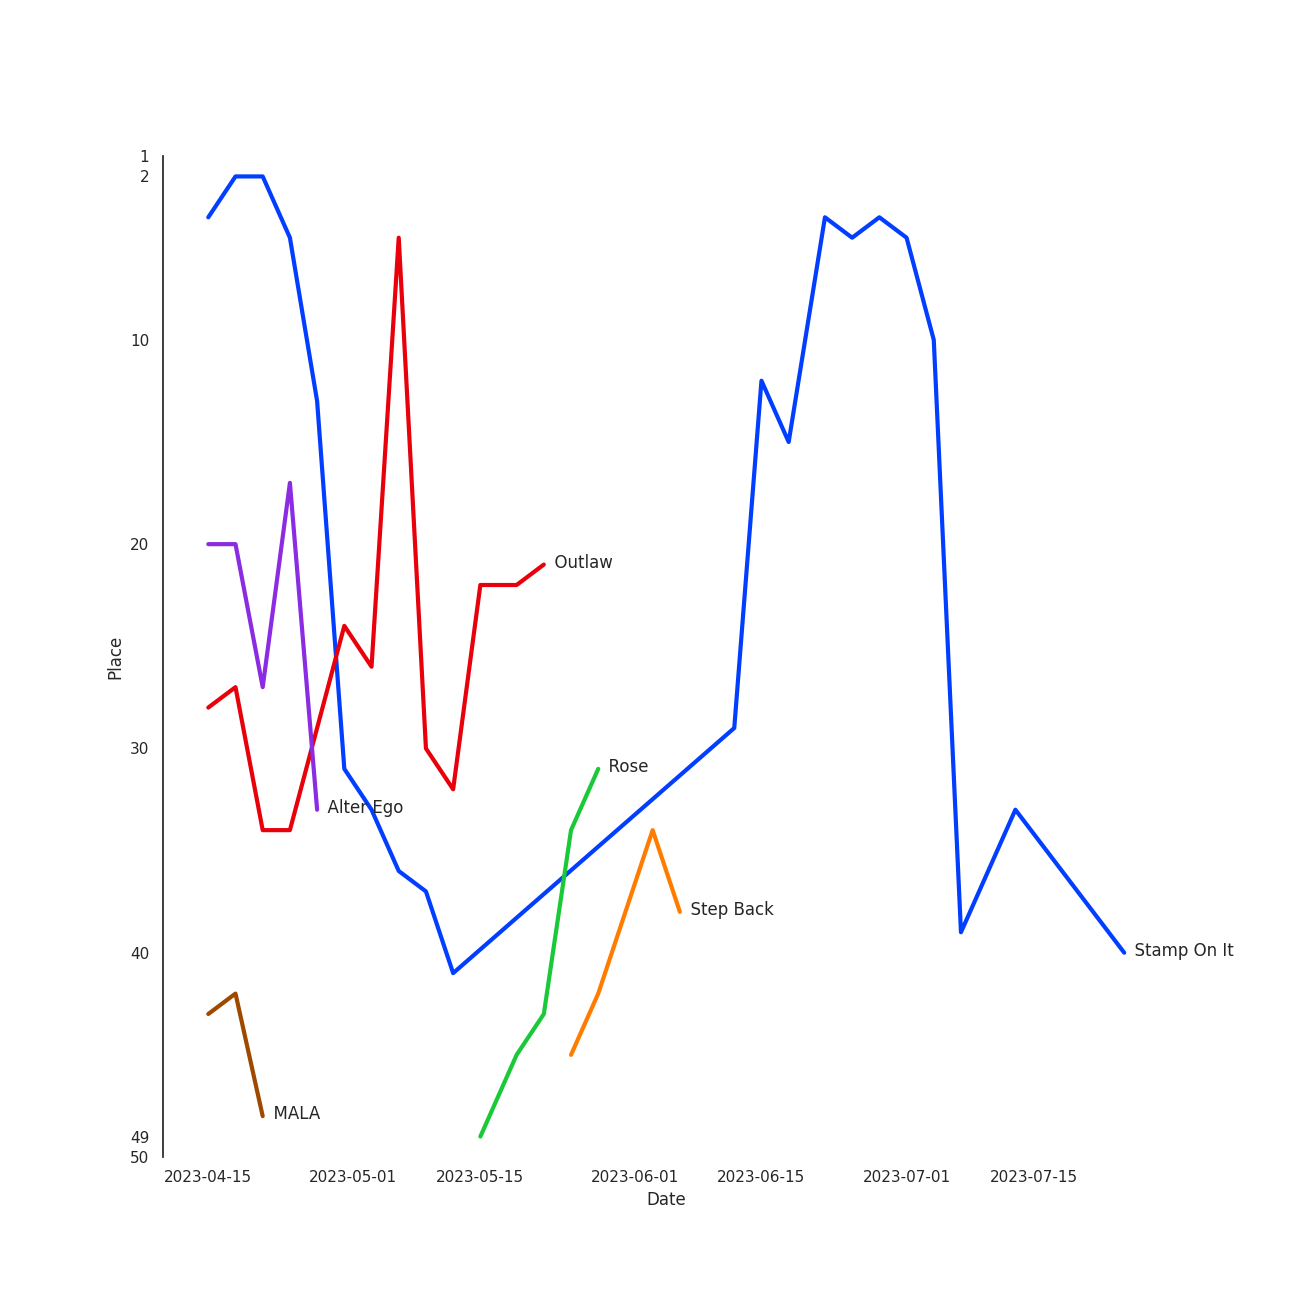 1
2
10
20
30
40
49
50
Place
Outlaw
Rose
Alter Ego
Step Back
Stamp On It
MALA
2023-04-15 2023-05-01 2023-05-15 2023-06-01 2023-06-15 2023-07-01 2023-07-15
Date